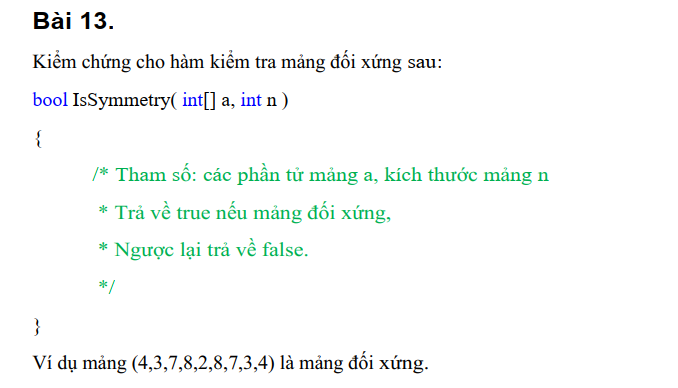 Bài 13.
Kiểm chứng cho hàm kiểm tra mảng đối xứng sau:
bool IsSymmetry( int[] a, int n )
{
/* Tham số: các phần tử mảng a, kích thước mảng n
* Trả về true nếu mảng đối xứng,
* Ngược lại trả về false.
*/
}
Ví dụ mảng (4,3,7,8,2,8,7,3,4) là mảng đối xứng.